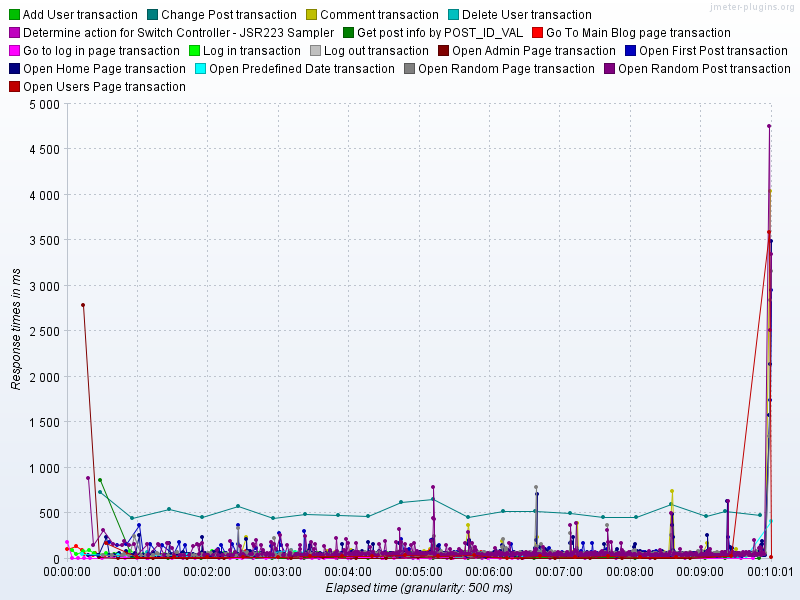 jmeter-plugins.org
Add User transaction Change Post transaction Comment transaction Delete User transaction
Determine action for Switch Controller - JSR223 Sampler Get post info by POST_ID_VAL Go To Main Blog page transaction
Go to log in page transaction Log in transaction Log out transaction Open Admin Page transaction Open First Post transaction
Open Home Page transaction Open Predefined Date transaction Open Random Page transaction Open Random Post transaction
Open Users Page transaction
5 000
4 500
4 000
3 500
3 000
2 500
2 000
1 500
1 000
500
0
Response times in ms
00:00:00 00:01:00 00:02:00 00:03:00 00:04:00 00:05:00 00:06:00 00:07:00 00:08:00 00:09:00 00:10:01
Elapsed time (granularity: 500 ms)